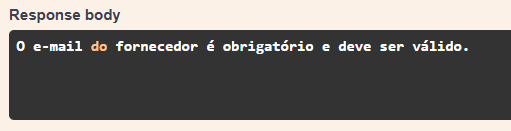 Response body
O e-mail do fornecedor é obrigatório e deve ser válido.